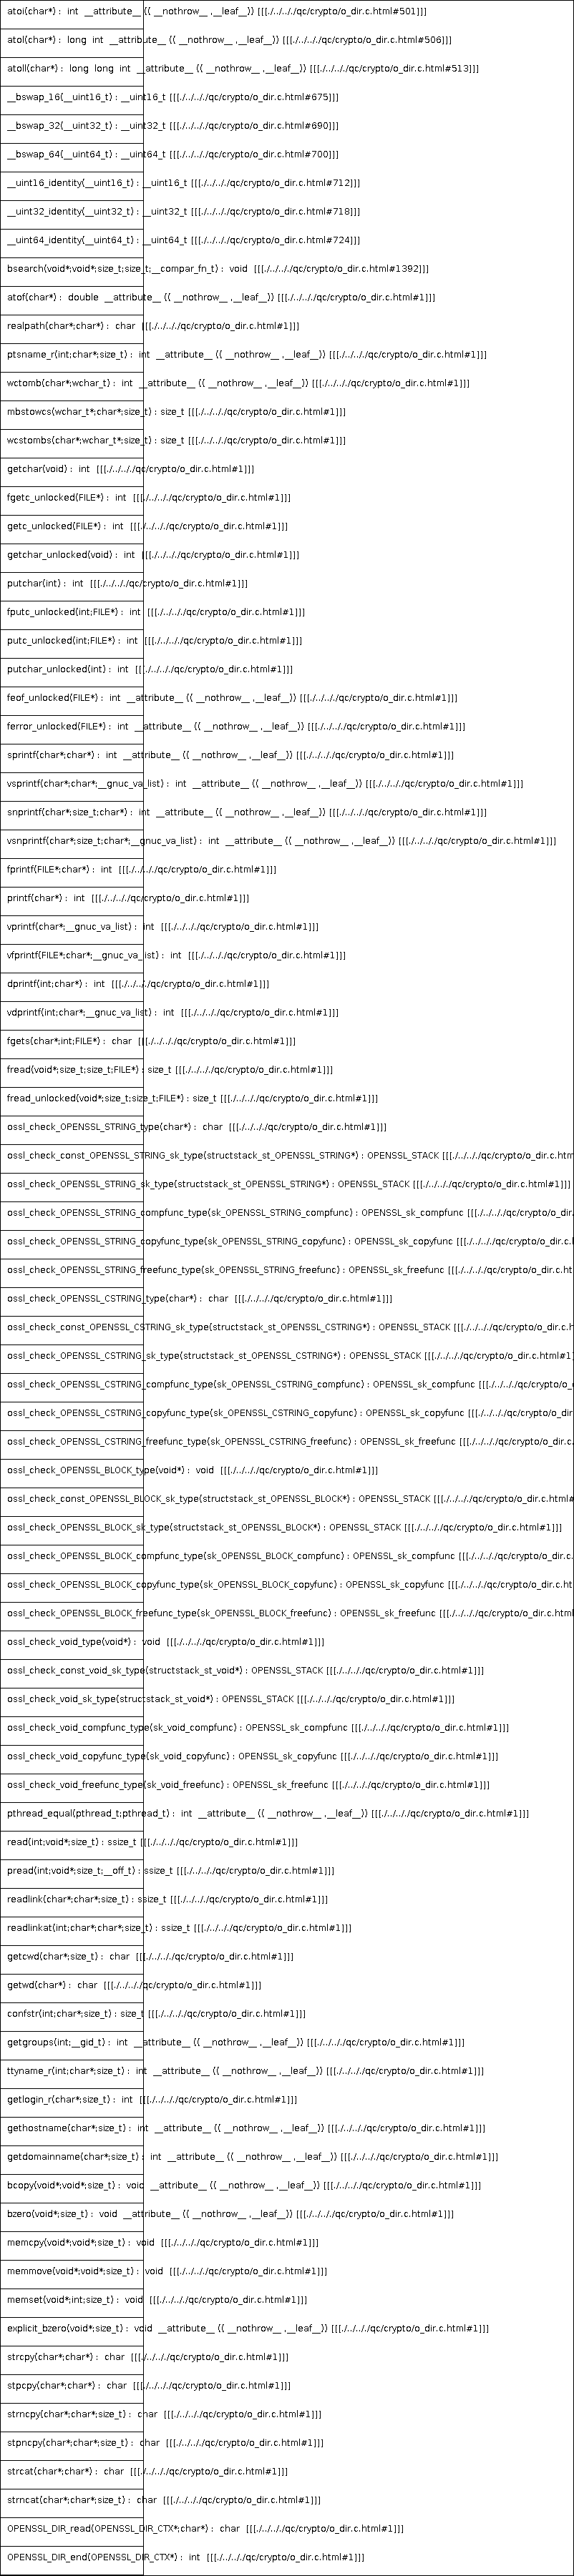 atoi(char*) : int __attribute__ (( __nothrow__ ,__leaf__)) [[[./../.././qc/crypto/o_dir.c.html#501]]]
atol(char*) : long int __attribute__ (( __nothrow__ ,__leaf__)) [[[./../.././qc/crypto/o_dir.c.html#506]]]
atoll(char*) : long long int __attribute__ (( __nothrow__ ,__leaf__)) [[[./../.././qc/crypto/o_dir.c.html#513]]]
__bswap_16(__uint16_t) : __uint16_t [[[./../.././qc/crypto/o_dir.c.html#675]]]
__bswap_32(__uint32_t) : __uint32_t [[[./../.././qc/crypto/o_dir.c.html#690]]]
__bswap_64(__uint64_t) : __uint64_t [[[./../.././qc/crypto/o_dir.c.html#700]]]
__uint16_identity(__uint16_t) : __uint16_t [[[./../.././qc/crypto/o_dir.c.html#712]]]
__uint32_identity(__uint32_t) : __uint32_t [[[./../.././qc/crypto/o_dir.c.html#718]]]
__uint64_identity(__uint64_t) : __uint64_t [[[./../.././qc/crypto/o_dir.c.html#724]]]
bsearch(void*;void*;size_t;size_t;__compar_fn_t) : void [[[./../.././qc/crypto/o_dir.c.html#1392]]]
atof(char*) : double __attribute__ (( __nothrow__ ,__leaf__)) [[[./../.././qc/crypto/o_dir.c.html#1]]]
realpath(char*;char*) : char [[[./../.././qc/crypto/o_dir.c.html#1]]]
ptsname_r(int;char*;size_t) : int __attribute__ (( __nothrow__ ,__leaf__)) [[[./../.././qc/crypto/o_dir.c.html#1]]]
wctomb(char*;wchar_t) : int __attribute__ (( __nothrow__ ,__leaf__)) [[[./../.././qc/crypto/o_dir.c.html#1]]]
mbstowcs(wchar_t*;char*;size_t) : size_t [[[./../.././qc/crypto/o_dir.c.html#1]]]
wcstombs(char*;wchar_t*;size_t) : size_t [[[./../.././qc/crypto/o_dir.c.html#1]]]
getchar(void) : int [[[./../.././qc/crypto/o_dir.c.html#1]]]
fgetc_unlocked(FILE*) : int [[[./../.././qc/crypto/o_dir.c.html#1]]]
getc_unlocked(FILE*) : int [[[./../.././qc/crypto/o_dir.c.html#1]]]
getchar_unlocked(void) : int [[[./../.././qc/crypto/o_dir.c.html#1]]]
putchar(int) : int [[[./../.././qc/crypto/o_dir.c.html#1]]]
fputc_unlocked(int;FILE*) : int [[[./../.././qc/crypto/o_dir.c.html#1]]]
putc_unlocked(int;FILE*) : int [[[./../.././qc/crypto/o_dir.c.html#1]]]
putchar_unlocked(int) : int [[[./../.././qc/crypto/o_dir.c.html#1]]]
feof_unlocked(FILE*) : int __attribute__ (( __nothrow__ ,__leaf__)) [[[./../.././qc/crypto/o_dir.c.html#1]]]
ferror_unlocked(FILE*) : int __attribute__ (( __nothrow__ ,__leaf__)) [[[./../.././qc/crypto/o_dir.c.html#1]]]
sprintf(char*;char*) : int __attribute__ (( __nothrow__ ,__leaf__)) [[[./../.././qc/crypto/o_dir.c.html#1]]]
vsprintf(char*;char*;__gnuc_va_list) : int __attribute__ (( __nothrow__ ,__leaf__)) [[[./../.././qc/crypto/o_dir.c.html#1]]]
snprintf(char*;size_t;char*) : int __attribute__ (( __nothrow__ ,__leaf__)) [[[./../.././qc/crypto/o_dir.c.html#1]]]
vsnprintf(char*;size_t;char*;__gnuc_va_list) : int __attribute__ (( __nothrow__ ,__leaf__)) [[[./../.././qc/crypto/o_dir.c.html#1]]]
fprintf(FILE*;char*) : int [[[./../.././qc/crypto/o_dir.c.html#1]]]
printf(char*) : int [[[./../.././qc/crypto/o_dir.c.html#1]]]
vprintf(char*;__gnuc_va_list) : int [[[./../.././qc/crypto/o_dir.c.html#1]]]
vfprintf(FILE*;char*;__gnuc_va_list) : int [[[./../.././qc/crypto/o_dir.c.html#1]]]
dprintf(int;char*) : int [[[./../.././qc/crypto/o_dir.c.html#1]]]
vdprintf(int;char*;__gnuc_va_list) : int [[[./../.././qc/crypto/o_dir.c.html#1]]]
fgets(char*;int;FILE*) : char [[[./../.././qc/crypto/o_dir.c.html#1]]]
fread(void*;size_t;size_t;FILE*) : size_t [[[./../.././qc/crypto/o_dir.c.html#1]]]
fread_unlocked(void*;size_t;size_t;FILE*) : size_t [[[./../.././qc/crypto/o_dir.c.html#1]]]
ossl_check_OPENSSL_STRING_type(char*) : char [[[./../.././qc/crypto/o_dir.c.html#1]]]
ossl_check_const_OPENSSL_STRING_sk_type(structstack_st_OPENSSL_STRING*) : OPENSSL_STACK [[[./../.././qc/crypto/o_dir.c.htm
ossl_check_OPENSSL_STRING_sk_type(structstack_st_OPENSSL_STRING*) : OPENSSL_STACK [[[./../.././qc/crypto/o_dir.c.html#1]]]
ossl_check_OPENSSL_STRING_compfunc_type(sk_OPENSSL_STRING_compfunc) : OPENSSL_sk_compfunc [[[./../.././qc/crypto/o_dir.
ossl_check_OPENSSL_STRING_copyfunc_type(sk_OPENSSL_STRING_copyfunc) : OPENSSL_sk_copyfunc [[[./../.././qc/crypto/o_dir.c.h
ossl_check_OPENSSL_STRING_freefunc_type(sk_OPENSSL_STRING_freefunc) : OPENSSL_sk_freefunc [[[./../.././qc/crypto/o_dir.c.ht
ossl_check_OPENSSL_CSTRING_type(char*) : char [[[./../.././qc/crypto/o_dir.c.html#1]]]
ossl_check_const_OPENSSL_CSTRING_sk_type(structstack_st_OPENSSL_CSTRING*) : OPENSSL_STACK [[[./../.././qc/crypto/o_dir.c.h
ossl_check_OPENSSL_CSTRING_sk_type(structstack_st_OPENSSL_CSTRING*) : OPENSSL_STACK [[[./../.././qc/crypto/o_dir.c.html#1]
ossl_check_OPENSSL_CSTRING_compfunc_type(sk_OPENSSL_CSTRING_compfunc) : OPENSSL_sk_compfunc [[[./../.././qc/crypto/o_d
ossl_check_OPENSSL_CSTRING_copyfunc_type(sk_OPENSSL_CSTRING_copyfunc) : OPENSSL_sk_copyfunc [[[./../.././qc/crypto/o_dir
ossl_check_OPENSSL_CSTRING_freefunc_type(sk_OPENSSL_CSTRING_freefunc) : OPENSSL_sk_freefunc [[[./../.././qc/crypto/o_dir.c.
ossl_check_OPENSSL_BLOCK_type(void*) : void [[[./../.././qc/crypto/o_dir.c.html#1]]]
ossl_check_const_OPENSSL_BLOCK_sk_type(structstack_st_OPENSSL_BLOCK*) : OPENSSL_STACK [[[./../.././qc/crypto/o_dir.c.html#
ossl_check_OPENSSL_BLOCK_sk_type(structstack_st_OPENSSL_BLOCK*) : OPENSSL_STACK [[[./../.././qc/crypto/o_dir.c.html#1]]]
ossl_check_OPENSSL_BLOCK_compfunc_type(sk_OPENSSL_BLOCK_compfunc) : OPENSSL_sk_compfunc [[[./../.././qc/crypto/o_dir.c.
ossl_check_OPENSSL_BLOCK_copyfunc_type(sk_OPENSSL_BLOCK_copyfunc) : OPENSSL_sk_copyfunc [[[./../.././qc/crypto/o_dir.c.ht
ossl_check_OPENSSL_BLOCK_freefunc_type(sk_OPENSSL_BLOCK_freefunc) : OPENSSL_sk_freefunc [[[./../.././qc/crypto/o_dir.c.html
ossl_check_void_type(void*) : void [[[./../.././qc/crypto/o_dir.c.html#1]]]
ossl_check_const_void_sk_type(structstack_st_void*) : OPENSSL_STACK [[[./../.././qc/crypto/o_dir.c.html#1]]]
ossl_check_void_sk_type(structstack_st_void*) : OPENSSL_STACK [[[./../.././qc/crypto/o_dir.c.html#1]]]
ossl_check_void_compfunc_type(sk_void_compfunc) : OPENSSL_sk_compfunc [[[./../.././qc/crypto/o_dir.c.html#1]]]
ossl_check_void_copyfunc_type(sk_void_copyfunc) : OPENSSL_sk_copyfunc [[[./../.././qc/crypto/o_dir.c.html#1]]]
ossl_check_void_freefunc_type(sk_void_freefunc) : OPENSSL_sk_freefunc [[[./../.././qc/crypto/o_dir.c.html#1]]]
pthread_equal(pthread_t;pthread_t) : int __attribute__ (( __nothrow__ ,__leaf__)) [[[./../.././qc/crypto/o_dir.c.html#1]]]
read(int;void*;size_t) : ssize_t [[[./../.././qc/crypto/o_dir.c.html#1]]]
pread(int;void*;size_t;__off_t) : ssize_t [[[./../.././qc/crypto/o_dir.c.html#1]]]
readlink(char*;char*;size_t) : ssize_t [[[./../.././qc/crypto/o_dir.c.html#1]]]
readlinkat(int;char*;char*;size_t) : ssize_t [[[./../.././qc/crypto/o_dir.c.html#1]]]
getcwd(char*;size_t) : char [[[./../.././qc/crypto/o_dir.c.html#1]]]
getwd(char*) : char [[[./../.././qc/crypto/o_dir.c.html#1]]]
confstr(int;char*;size_t) : size_t [[[./../.././qc/crypto/o_dir.c.html#1]]]
getgroups(int;__gid_t) : int __attribute__ (( __nothrow__ ,__leaf__)) [[[./../.././qc/crypto/o_dir.c.html#1]]]
ttyname_r(int;char*;size_t) : int __attribute__ (( __nothrow__ ,__leaf__)) [[[./../.././qc/crypto/o_dir.c.html#1]]]
getlogin_r(char*;size_t) : int [[[./../.././qc/crypto/o_dir.c.html#1]]]
gethostname(char*;size_t) : int __attribute__ (( __nothrow__ ,__leaf__)) [[[./../.././qc/crypto/o_dir.c.html#1]]]
getdomainname(char*;size_t) : int __attribute__ (( __nothrow__ ,__leaf__)) [[[./../.././qc/crypto/o_dir.c.html#1]]]
bcopy(void*;void*;size_t) : void __attribute__ (( __nothrow__ ,__leaf__)) [[[./../.././qc/crypto/o_dir.c.html#1]]]
bzero(void*;size_t) : void __attribute__ (( __nothrow__ ,__leaf__)) [[[./../.././qc/crypto/o_dir.c.html#1]]]
memcpy(void*;void*;size_t) : void [[[./../.././qc/crypto/o_dir.c.html#1]]]
memmove(void*;void*;size_t) : void [[[./../.././qc/crypto/o_dir.c.html#1]]]
memset(void*;int;size_t) : void [[[./../.././qc/crypto/o_dir.c.html#1]]]
explicit_bzero(void*;size_t) : void __attribute__ (( __nothrow__ ,__leaf__)) [[[./../.././qc/crypto/o_dir.c.html#1]]]
strcpy(char*;char*) : char [[[./../.././qc/crypto/o_dir.c.html#1]]]
stpcpy(char*;char*) : char [[[./../.././qc/crypto/o_dir.c.html#1]]]
strncpy(char*;char*;size_t) : char [[[./../.././qc/crypto/o_dir.c.html#1]]]
stpncpy(char*;char*;size_t) : char [[[./../.././qc/crypto/o_dir.c.html#1]]]
strcat(char*;char*) : char [[[./../.././qc/crypto/o_dir.c.html#1]]]
strncat(char*;char*;size_t) : char [[[./../.././qc/crypto/o_dir.c.html#1]]]
OPENSSL_DIR_read(OPENSSL_DIR_CTX*;char*) : char [[[./../.././qc/crypto/o_dir.c.html#1]]]
OPENSSL_DIR_end(OPENSSL_DIR_CTX*) : int [[[./../.././qc/crypto/o_dir.c.html#1]]]